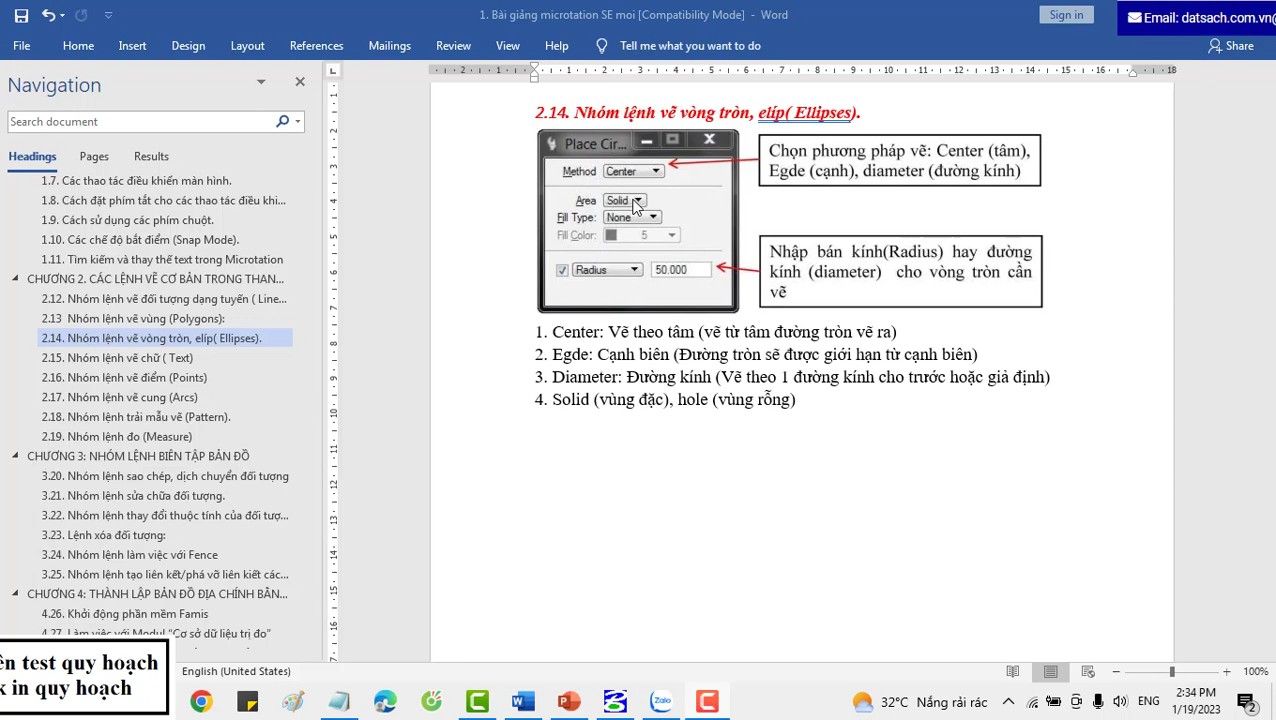 1. Bài giảng microtation SE moi [Compatibility Mode] - Word
Sign in
Email: datsach.com.vn@
File Home Insert Design Layout References Mailings Review View Help Tell me what you want to do
Share
Navigation
Search document
Headings Pages Results
1.7. Các thao tác điều khiển màn hình.
1.8. Cách đặt phím tắt cho các thao tác điều khi...
1.9. Cách sử dụng các phím chuột.
1.10. Các chế độ bắt điểm (Snap Mode).
1.11. Tìm kiếm và thay thế text trong Microtation
CHƯƠNG 2. CÁC LỆNH VẼ CƠ BẢN TRONG THAN...
2.12. Nhóm lệnh vẽ đối tượng dạng tuyến ( Line...
2.13 Nhóm lệnh vẽ vùng (Polygons):
2.14. Nhóm lệnh vẽ vòng tròn, elíp( Ellipses).
2.15 Nhóm lệnh vẽ chữ ( Text)
2.16. Nhóm lệnh vẽ điểm (Points)
2.17. Nhóm lệnh vẽ cung (Arcs)
2.18. Nhóm lệnh trải mẫu vẽ (Pattern).
2.19. Nhóm lệnh đo (Measure)
CHƯƠNG 3: NHÓM LỆNH BIÊN TẬP BẢN ĐỒ
3.20. Nhóm lệnh sao chép, dịch chuyển đối tượng
3.21. Nhóm lệnh sửa chữa đối tượng.
3.22. Nhóm lệnh thay đổi thuộc tính của đối tượ...
3.23. Lệnh xóa đối tượng:
3.24. Nhóm lệnh làm việc với Fence
3.25. Nhóm lệnh tạo liên kết/phá vỡ liên kiết các...
CHƯƠNG 4: THÀNH LẬP BẢN ĐỒ ĐỊA CHÍNH BẰN...
4.26. Khởi động phần mềm Famis
4.27. Làm việc với Modul "Cơ sở dữ liệu trị đo"
2.14. Nhóm lệnh vẽ vòng tròn, elíp( Ellipses).
Place Cir...
Method Center
Area Solid
Fill Type: None
Fill Color: 5
Radius 50.000
Chọn phương pháp vẽ: Center (tâm),
Egde (cạnh), diameter (đường kính)
Nhập bán kính(Radius) hay đường
kính (diameter) cho vòng tròn cần
vẽ
1. Center: Vẽ theo tâm (vẽ từ tâm đường tròn vẽ ra)
2. Egde: Cạnh biên (Đường tròn sẽ được giới hạn từ cạnh biên)
3. Diameter: Đường kính (Vẽ theo 1 đường kính cho trước hoặc giả định)
4. Solid (vùng đặc), hole (vùng rỗng)
ên test quy hoạch
k in quy hoạch
English (United States)
100%
Zalo
32°C Nắng rải rác
ENG
2:34 PM
1/19/2023
2